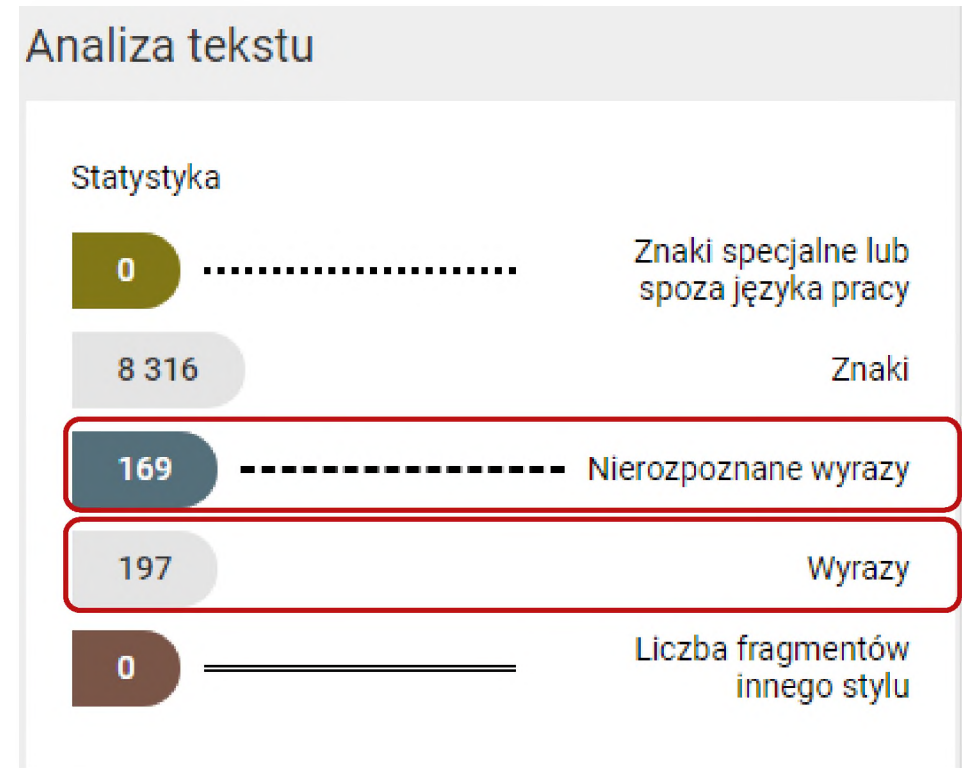 Analiza tekstu
Statystyka
0
Znaki specjalne lub
spoza języka pracy
8 316
Znaki
169
Nierozpoznane wyrazy
197
Wyrazy
0
Liczba fragmentów
innego stylu